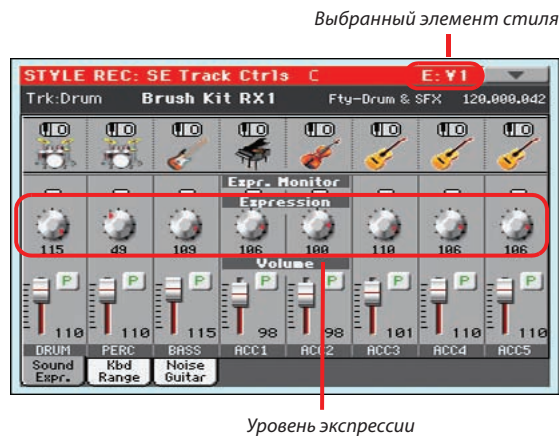 Выбранный элемент стиля
STYLE REC: SE Track Ctrls C E: ¥1
Trk:Drum Brush Kit RX1 Fty-Drum & SFX 120.000.042
Expr. Monitor
Expression
115 49 109 106 100 110 106 106
Volume
P P P P P P P P
110 110 115 98 98 101 110 110
DRUM PERC BASS ACC1 ACC2 ACC3 ACC4 ACC5
Sound Expr. Kbd Range Noise Guitar
Уровень экспрессии